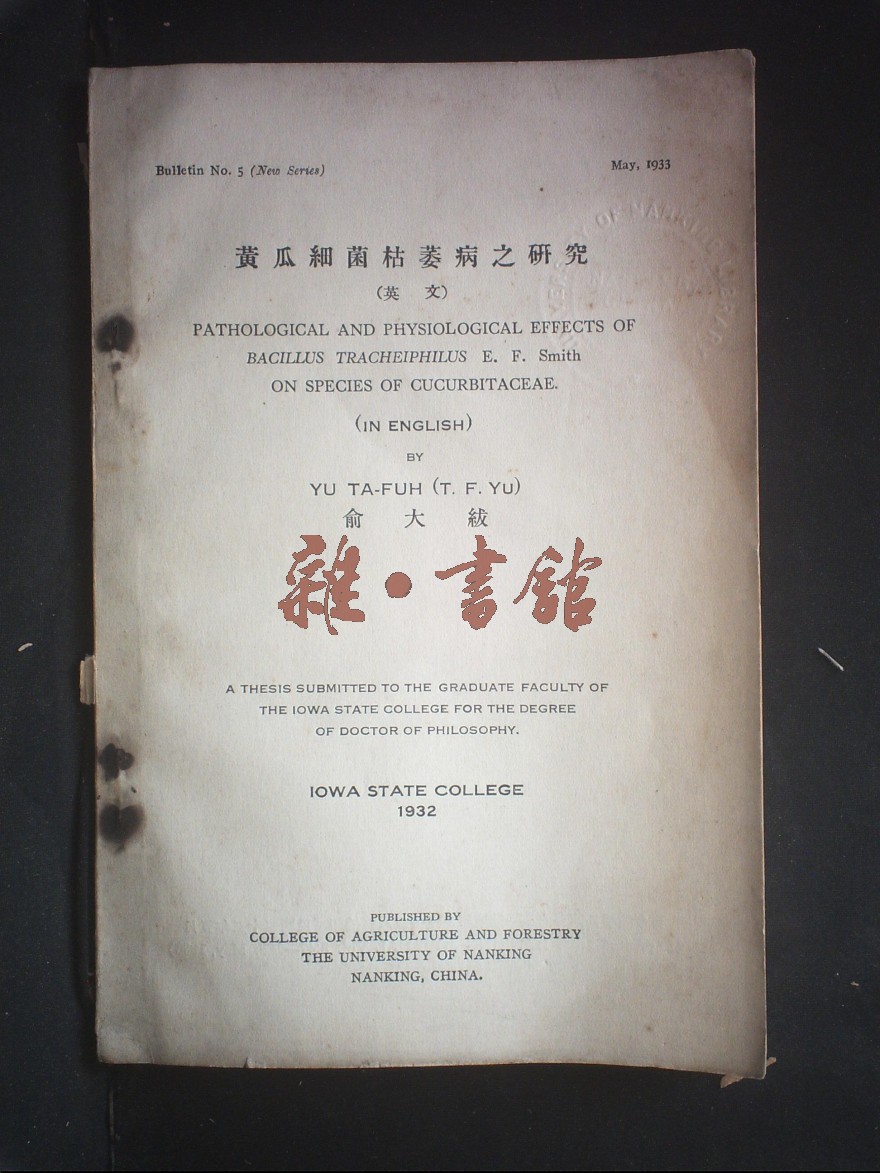 Bulletin No. 5 (New Series)
May, 1933
黃瓜細菌枯萎病之硏究
(英 文)
PATHOLOGICAL AND PHYSIOLOGICAL EFFECTS OF
BACILLUS TRACHEIPHILUS E. F. Smith
ON SPECIES OF CUCURBITACEAE.
(IN ENGLISH)
BY
YU TA-FUH (T. F. YU)
俞 大 紱
雜·書館
A THESIS SUBMITTED TO THE GRADUATE FACULTY OF
THE IOWA STATE COLLEGE FOR THE DEGREE
OF DOCTOR OF PHILOSOPHY.
IOWA STATE COLLEGE
1932
PUBLISHED BY
COLLEGE OF AGRICULTURE AND FORESTRY
THE UNIVERSITY OF NANKING
NANKING, CHINA.